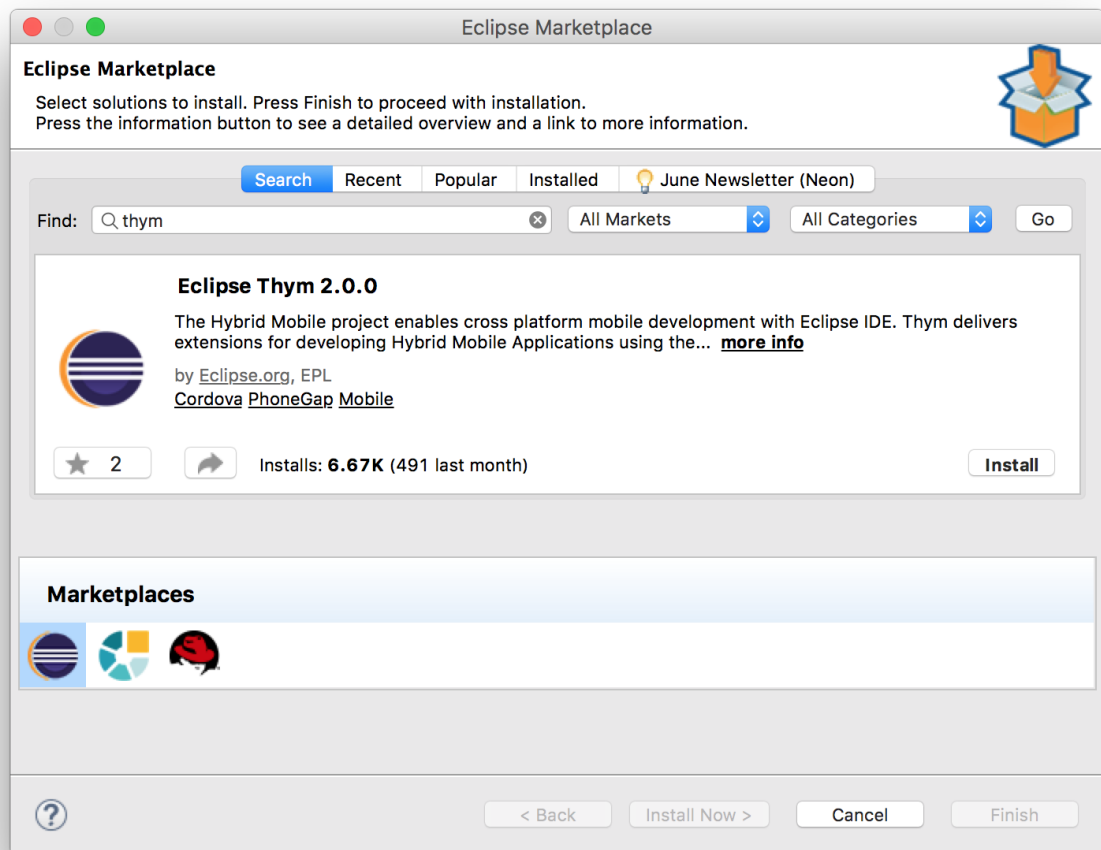 Eclipse Marketplace
Eclipse Marketplace
Select solutions to install. Press Finish to proceed with installation.
Press the information button to see a detailed overview and a link to more information.
Search Recent Popular Installed June Newsletter (Neon)
Find: thym All Markets All Categories Go
Eclipse Thym 2.0.0
The Hybrid Mobile project enables cross platform mobile development with Eclipse IDE. Thym delivers
extensions for developing Hybrid Mobile Applications using the... more info
by Eclipse.org, EPL
Cordova PhoneGap Mobile
2 Installs: 6.67K (491 last month) Install
Marketplaces
? < Back Install Now > Cancel Finish